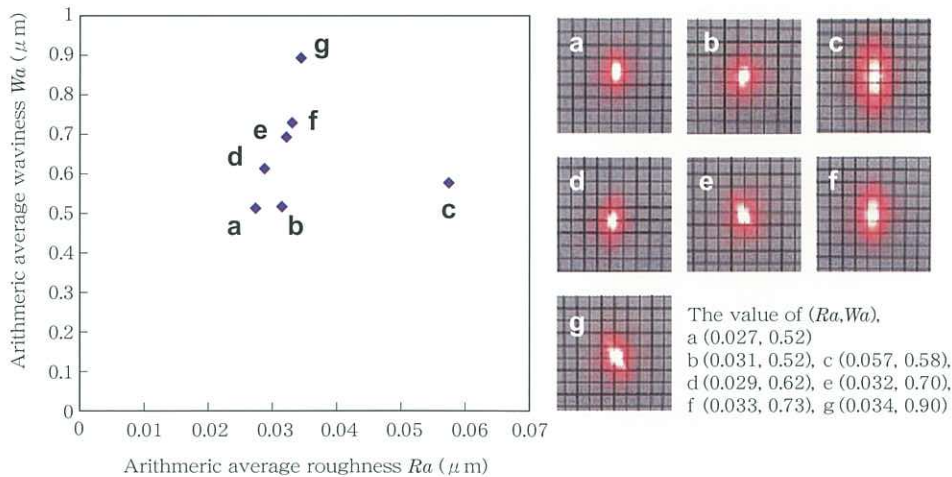 Arithmeric average waviness Wa (μm)
1
0.9
0.8
0.7
0.6
0.5
0.4
0.3
0.2
0.1
0
g
f
e
d
a
b
c
0
0.01
0.02
0.03
0.04
0.05
0.06
0.07
Arithmeric average roughness Ra (μm)
a
b
c
d
e
f
g
The value of (Ra,Wa),
a (0.027, 0.52)
b (0.031, 0.52), c (0.057, 0.58),
d (0.029, 0.62), e (0.032, 0.70),
f (0.033, 0.73), g (0.034, 0.90)